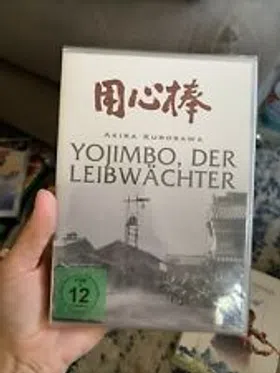 用心棒
AKIRA KUROSAWA
YOJIMBO, DER
LEIBWÄCHTER
12